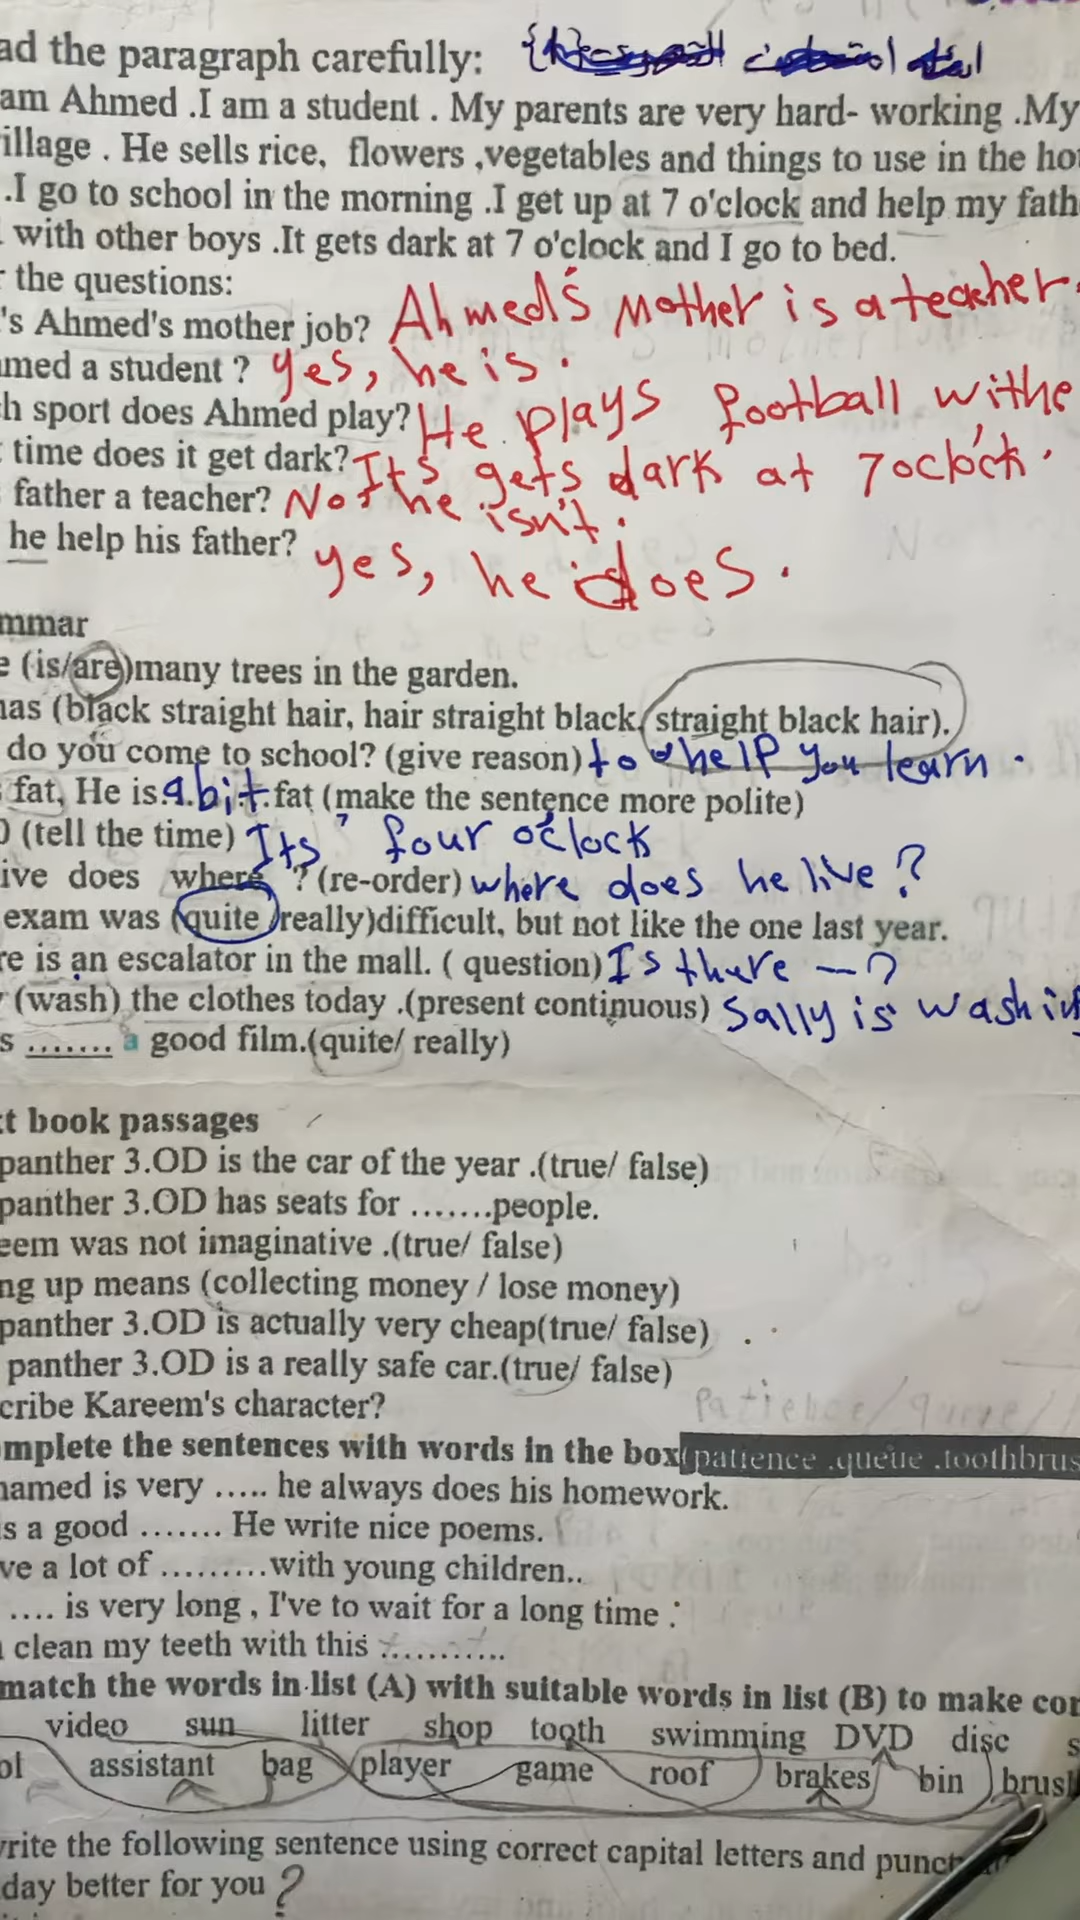 ad the paragraph carefully:
am Ahmed .I am a student . My parents are very hard- working .My
illage . He sells rice, flowers ,vegetables and things to use in the ho
.I go to school in the morning .I get up at 7 o'clock and help my fath
with other boys .It gets dark at 7 o'clock and I go to bed.
the questions:
's Ahmed's mother job? Ahmed's mother is a teacher.
med a student ? yes, he is.
h sport does Ahmed play? He plays football withe
time does it get dark? Its gets dark at 7 oclock.
father a teacher? Not he isn't.
he help his father? yes, he does.
mmar
e (is/are)many trees in the garden.
has (black straight hair, hair straight black, straight black hair).
do you come to school? (give reason) to help you learn.
fat, He is a bit fat (make the sentence more polite)
0 (tell the time) Its' four o'clock
ive does where ? (re-order) where does he live?
exam was (quite /really)difficult, but not like the one last year.
re is an escalator in the mall. ( question) Is there —?
(wash) the clothes today .(present continuous) Sally is washin
s ....... a good film.(quite/ really)
t book passages
panther 3.OD is the car of the year .(true/ false)
panther 3.OD has seats for .......people.
eem was not imaginative .(true/ false)
ng up means (collecting money / lose money)
panther 3.OD is actually very cheap(true/ false)
panther 3.OD is a really safe car.(true/ false)
cribe Kareem's character?
mplete the sentences with words in the box(patience .queue .toothbrus
hamed is very ..... he always does his homework.
s a good ....... He write nice poems.
ve a lot of .........with young children..
.... is very long , I've to wait for a long time :
clean my teeth with this ...........
match the words in list (A) with suitable words in list (B) to make co
video sun litter shop tooth swimming DVD disc s
ol assistant bag player game roof brakes bin brush
write the following sentence using correct capital letters and punct
day better for you ?